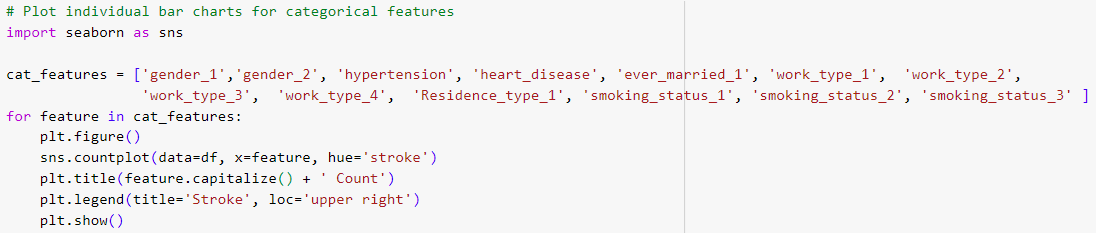 # Plot individual bar charts for categorical features
import seaborn as sns
cat_features = ['gender_1','gender_2', 'hypertension', 'heart_disease', 'ever_married_1', 'work_type_1',  'work_type_2',
'work_type_3',  'work_type_4',  'Residence_type_1', 'smoking_status_1', 'smoking_status_2', 'smoking_status_3' ]
for feature in cat_features:
    plt.figure()
    sns.countplot(data=df, x=feature, hue='stroke')
    plt.title(feature.capitalize() + ' Count')
    plt.legend(title='Stroke', loc='upper right')
    plt.show()